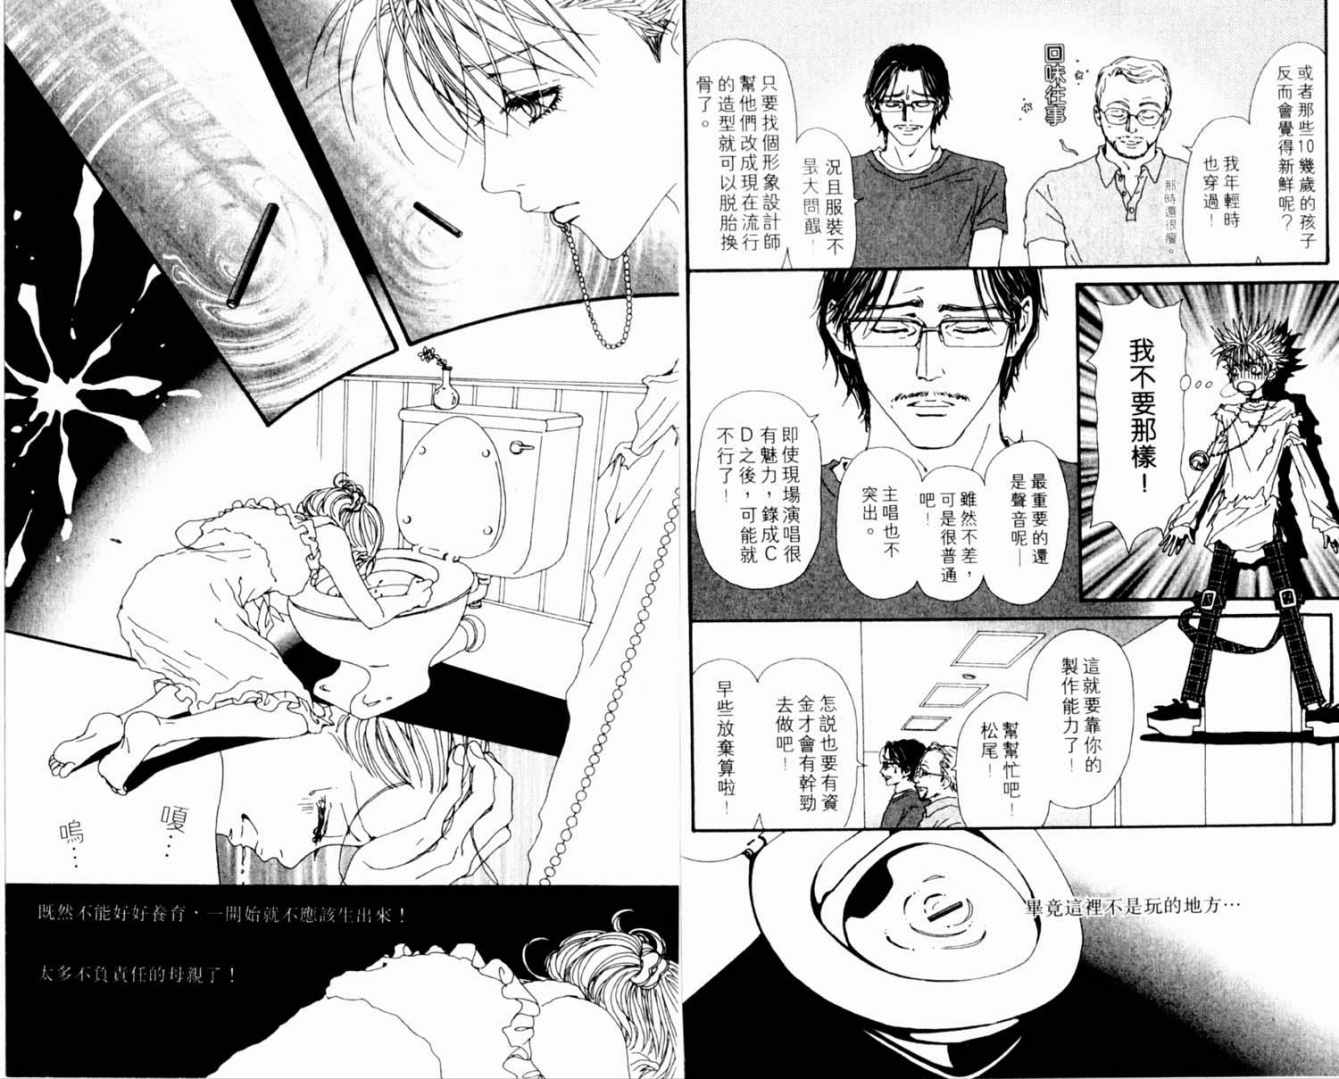 或者那些10幾歲的孩子
反而會覺得新鮮呢？
我年輕時
也穿過！
那時還很瘦。
回味往事
況且服裝不
是大問題！
只要找個形象設計師
幫他們改成現在流行
的造型就可以脱胎換
骨了。
我不要那樣！
最重要的還
是聲音呢—
雖然不差，
可是很普通
吧！
主唱也不
突出。
即使現場演唱很
有魅力，錄成C
D之後，可能就
不行了！
這就要靠你的
製作能力了！
幫幫忙吧！
松尾！
怎說也要有資
金才會有幹勁
去做吧！
早些放棄算啦！
畢竟這裡不是玩的地方…
嗄…
嗚…
既然不能好好養育，一開始就不應該生出來！
太多不負責任的母親了！